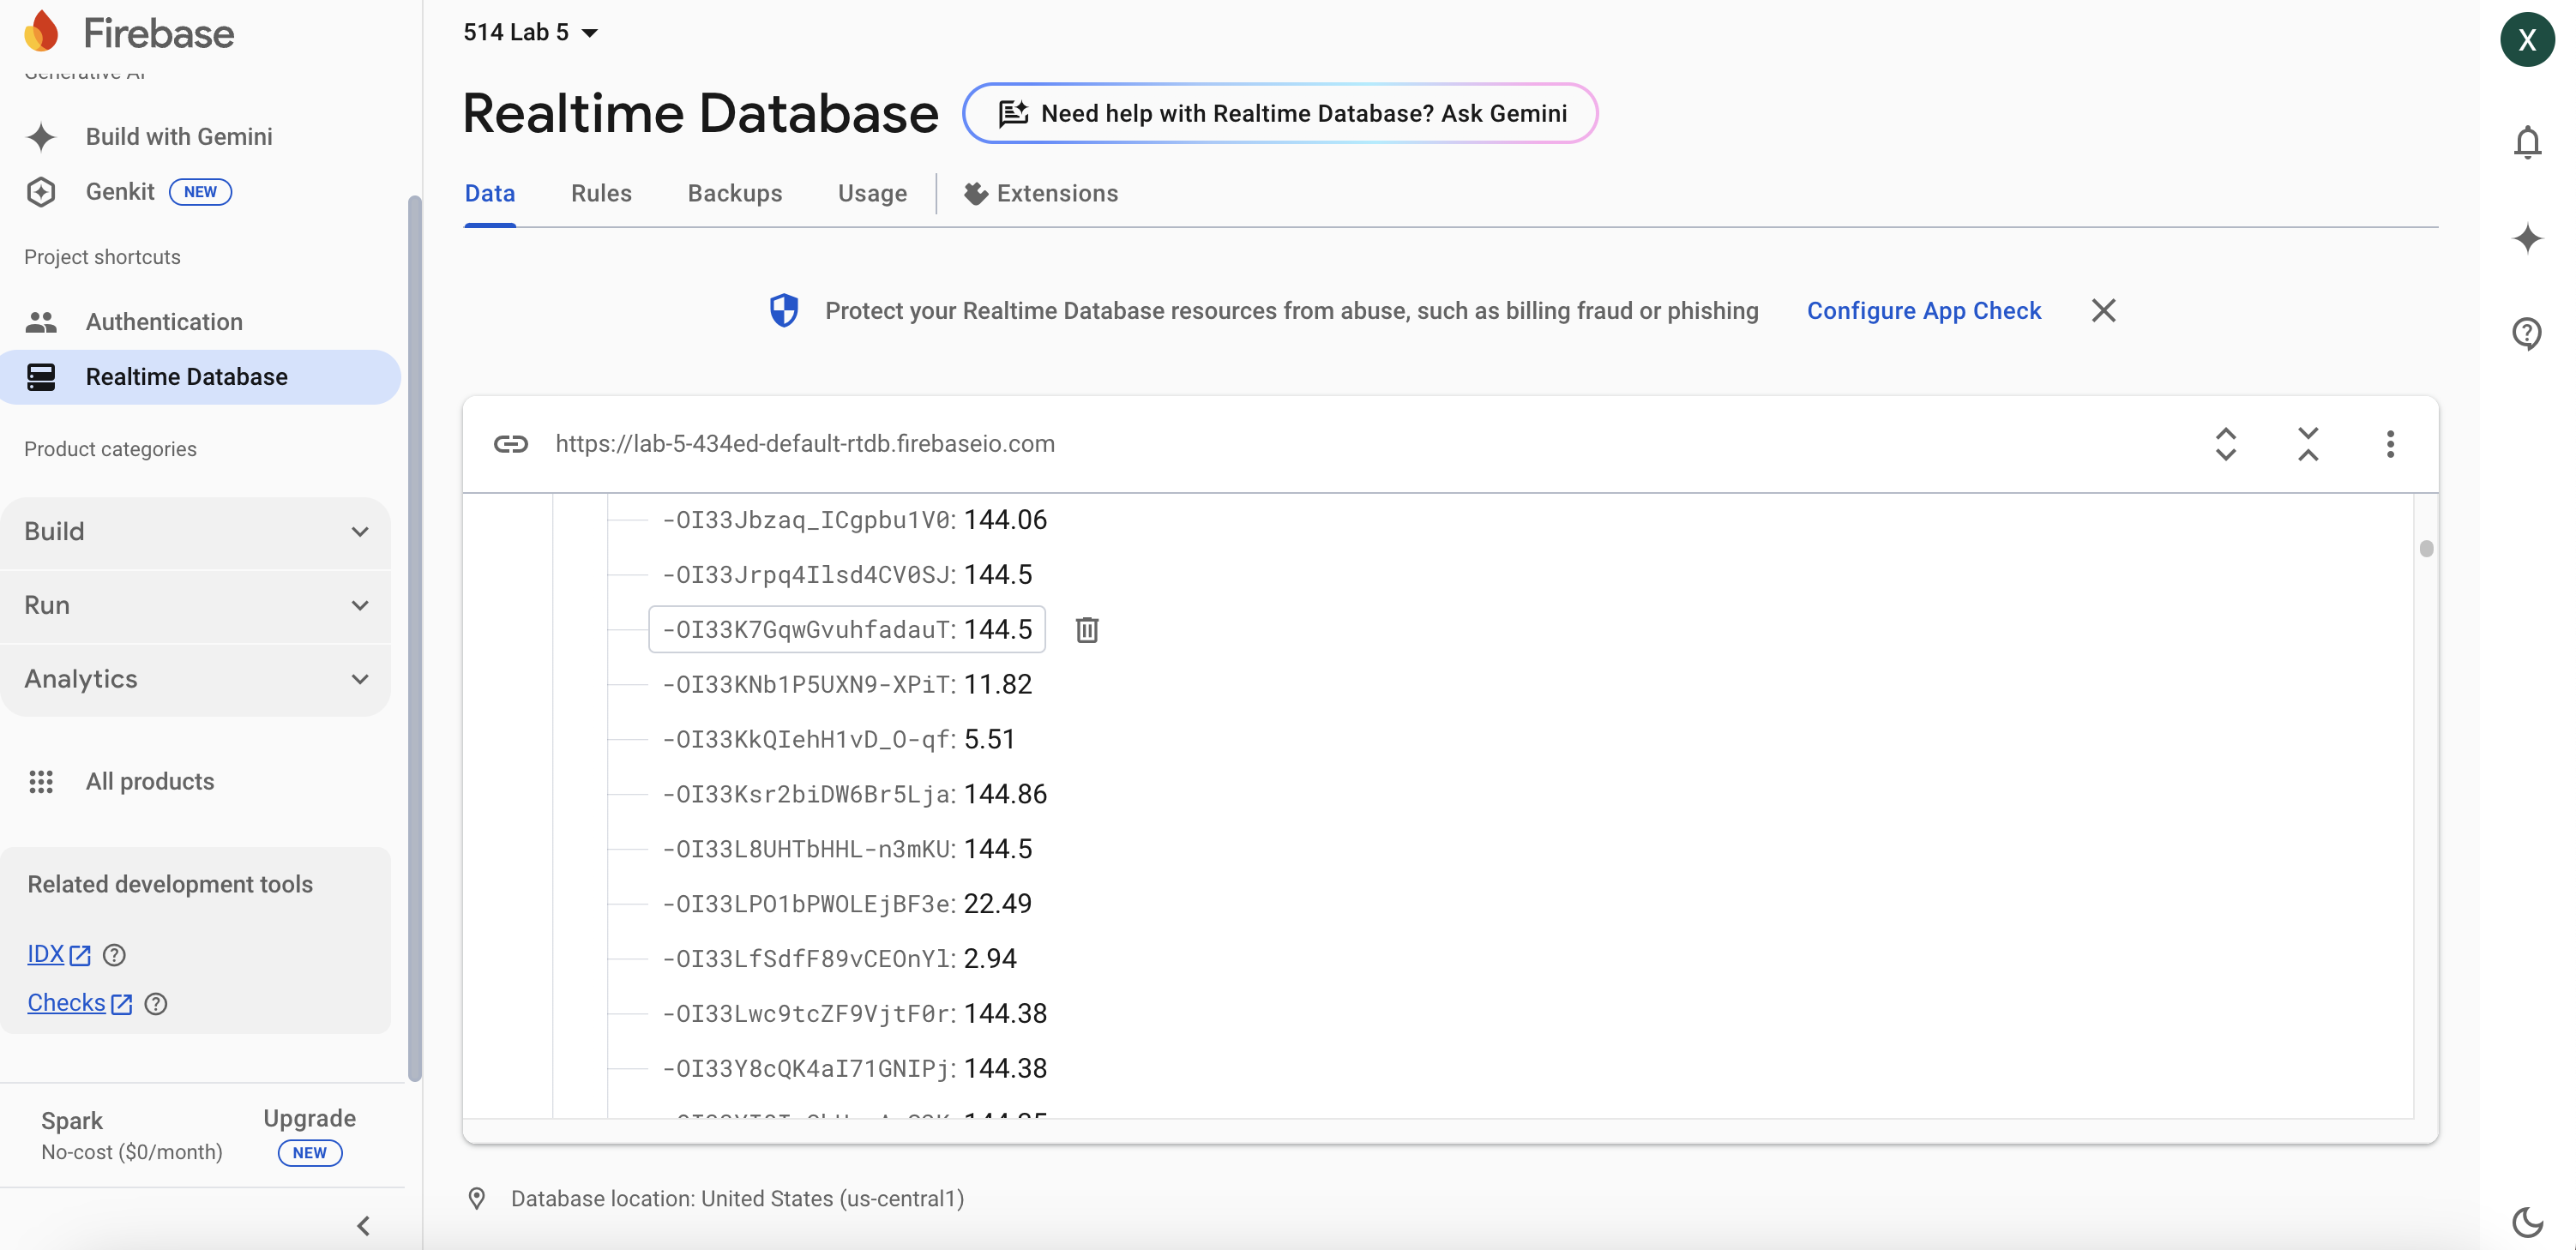 Firebase
Generative AI
Build with Gemini
Genkit NEW
Project shortcuts
Authentication
Realtime Database
Product categories
Build
Run
Analytics
All products
Related development tools
IDX
Checks
Spark
No-cost ($0/month)
Upgrade
NEW
514 Lab 5
Realtime Database
Need help with Realtime Database? Ask Gemini
Data Rules Backups Usage Extensions
Protect your Realtime Database resources from abuse, such as billing fraud or phishing Configure App Check
https://lab-5-434ed-default-rtdb.firebaseio.com
-OI33Jbzaq_ICgpbu1V0: 144.06
-OI33Jrpq4Ilsd4CV0SJ: 144.5
-OI33K7GqwGvuhfadauT: 144.5
-OI33KNb1P5UXN9-XPiT: 11.82
-OI33KkQIehH1vD_O-qf: 5.51
-OI33Ksr2biDW6Br5Lja: 144.86
-OI33L8UHTbHHL-n3mKU: 144.5
-OI33LPO1bPWOLEjBF3e: 22.49
-OI33LfSdfF89vCEOnYl: 2.94
-OI33Lwc9tcZF9VjtF0r: 144.38
-OI33Y8cQK4aI71GNIPj: 144.38
Database location: United States (us-central1)
X